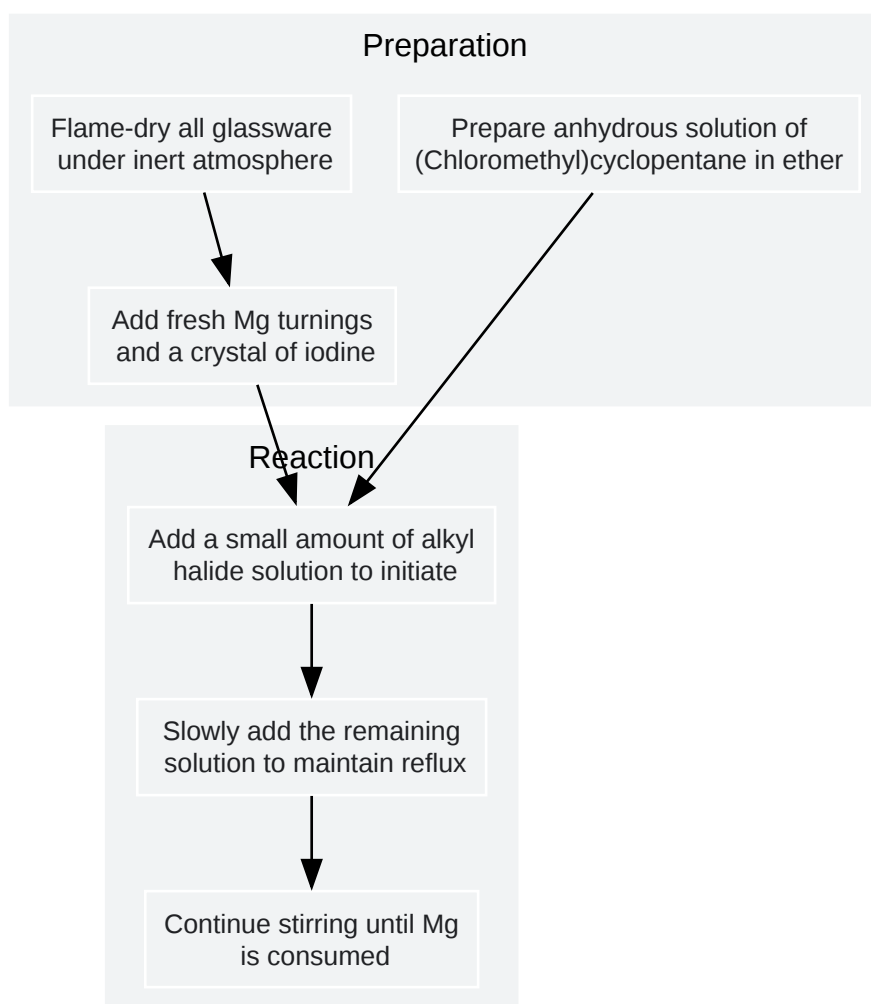 Preparation
Flame-dry all glassware
under inert atmosphere
Prepare anhydrous solution of
(Chloromethyl)cyclopentane in ether
Add fresh Mg turnings
and a crystal of iodine
Reaction
Add a small amount of alkyl
halide solution to initiate
Slowly add the remaining
solution to maintain reflux
Continue stirring until Mg
is consumed